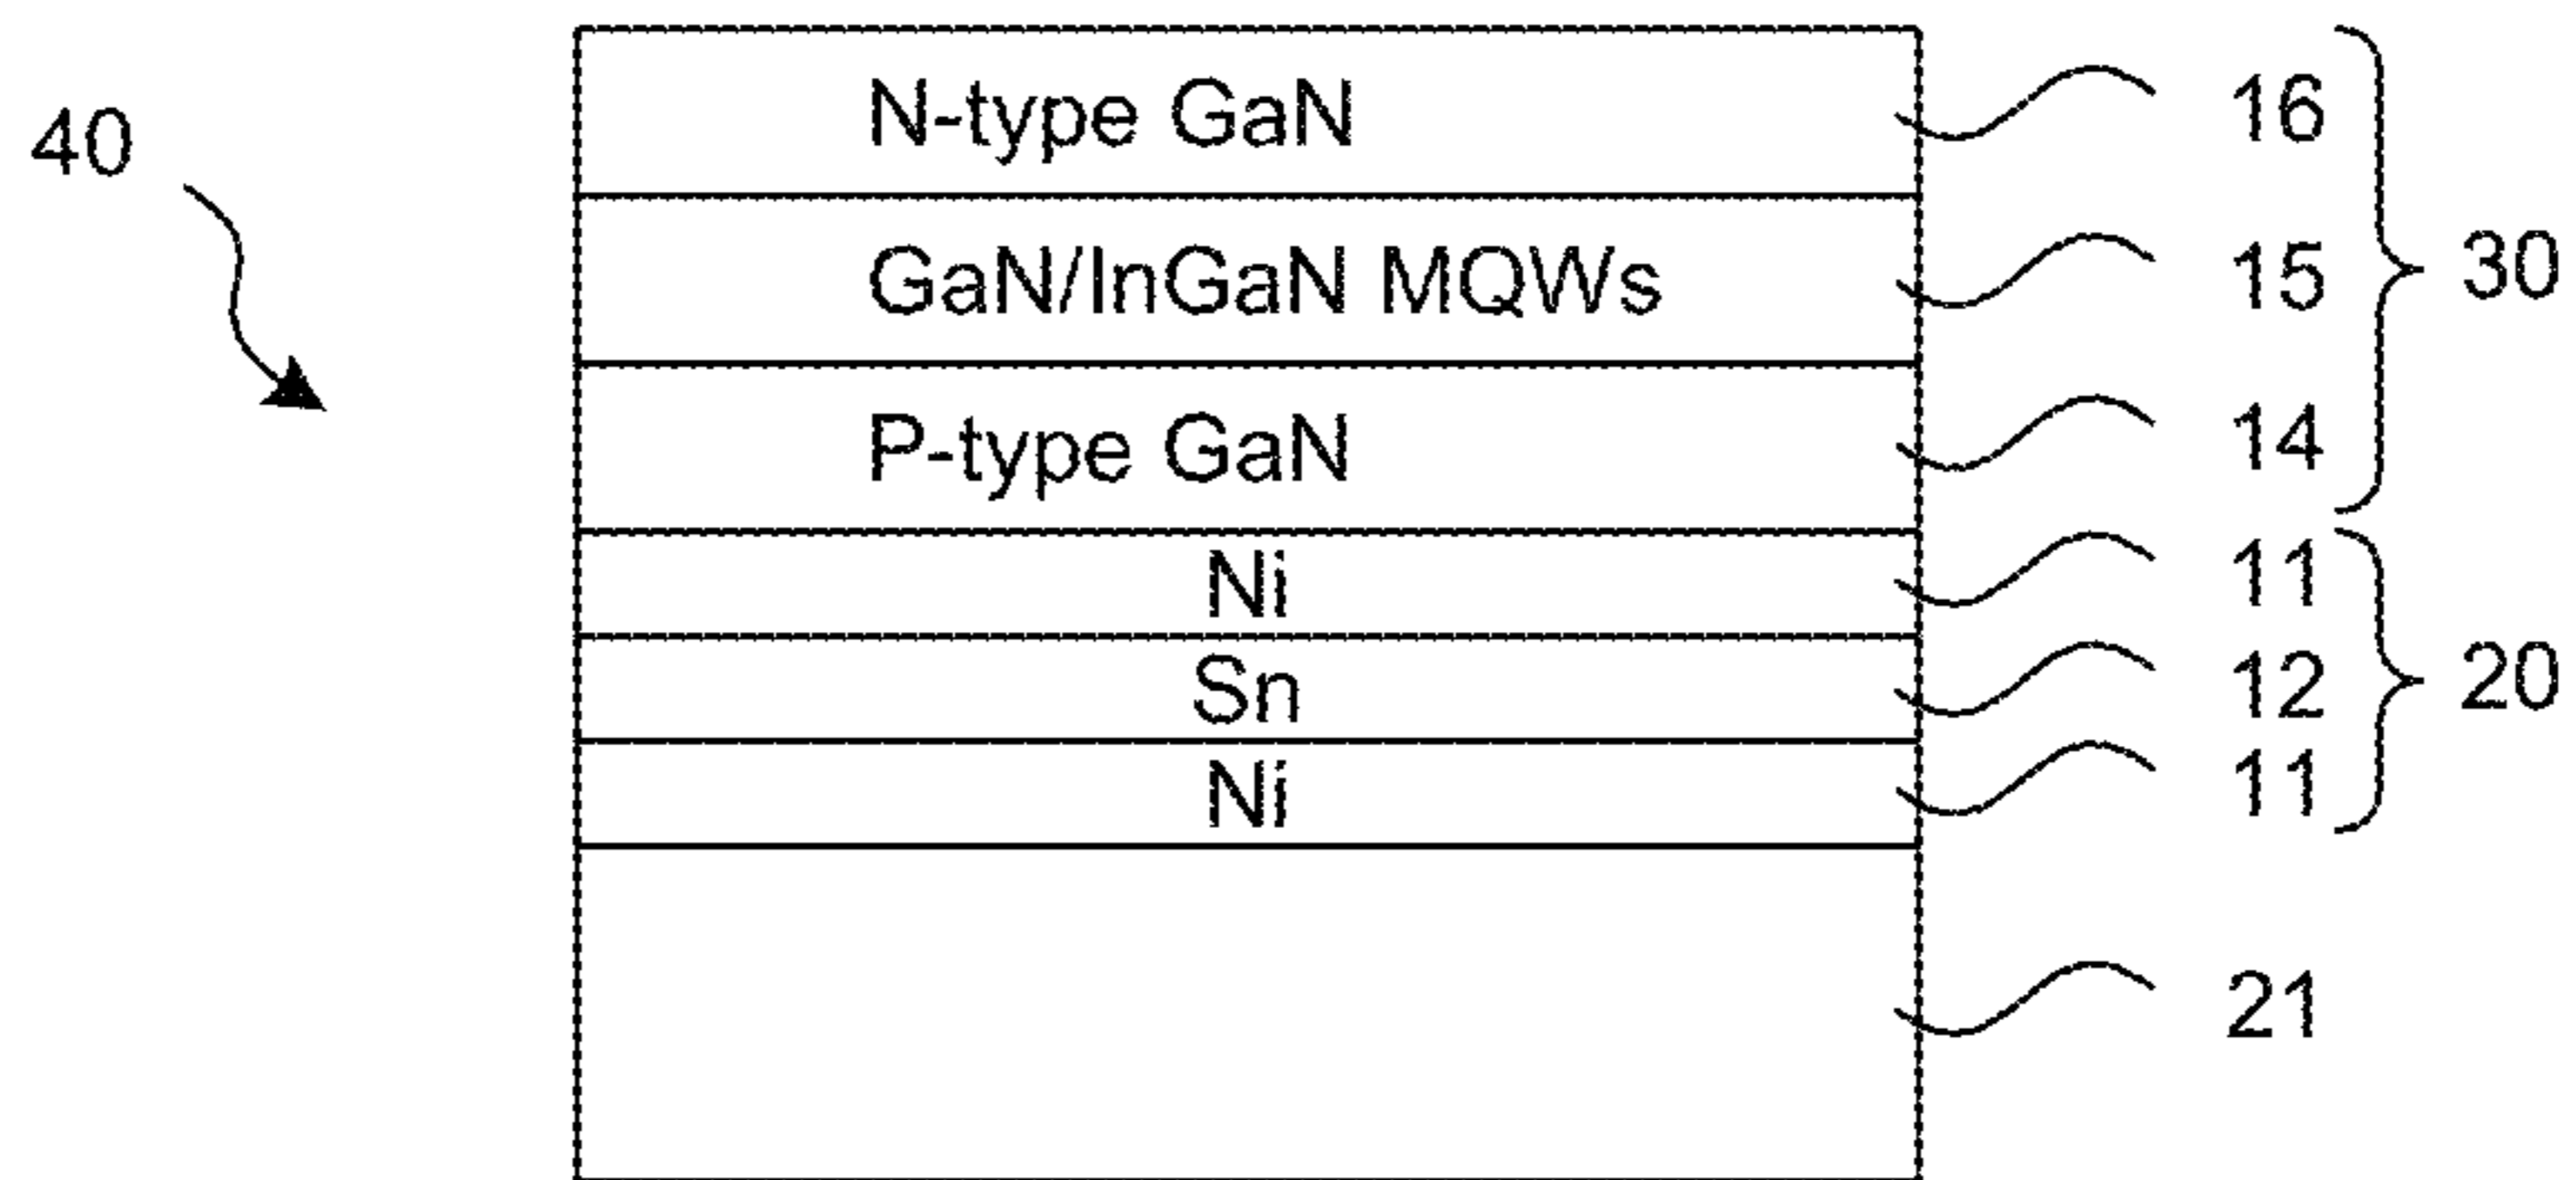 40
N-type GaN 16
GaN/InGaN MQWs 15 30
P-type GaN 14
Ni 11
Sn 12 20
Ni 11
21